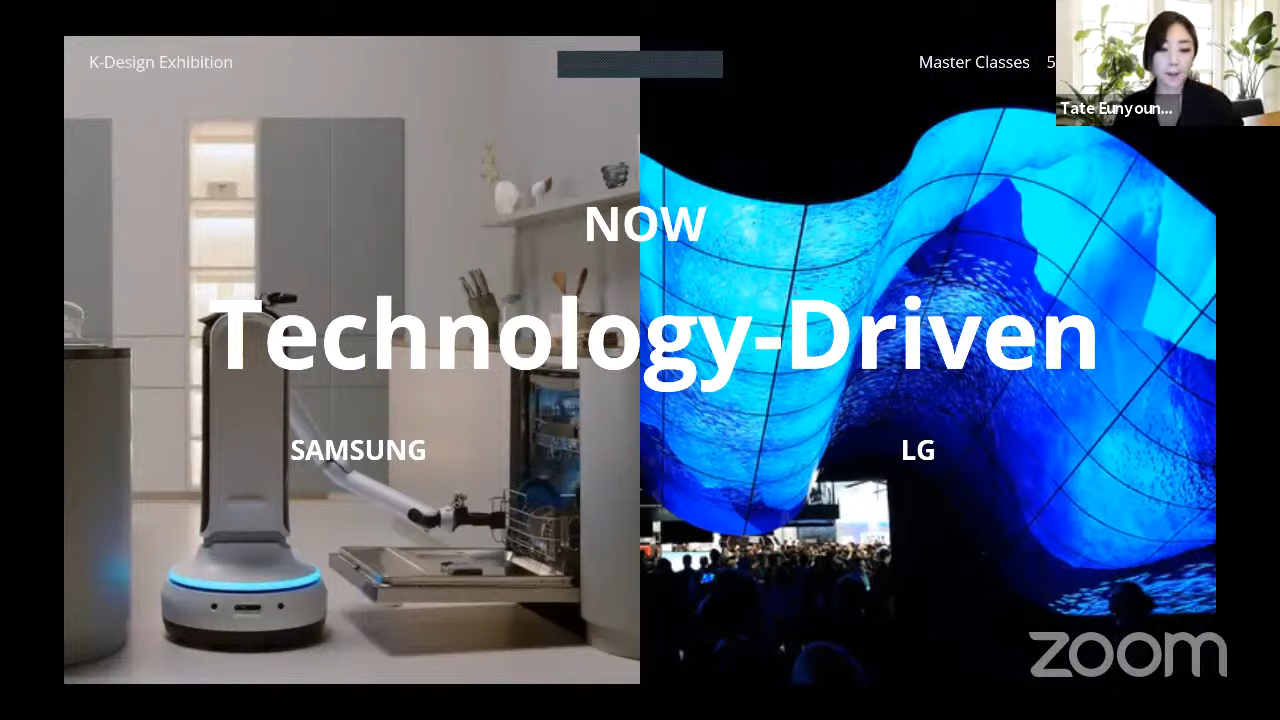 K-Design Exhibition
Master Classes 5
Tate Eunyoun...
NOW
Technology-Driven
SAMSUNG
LG
zoom